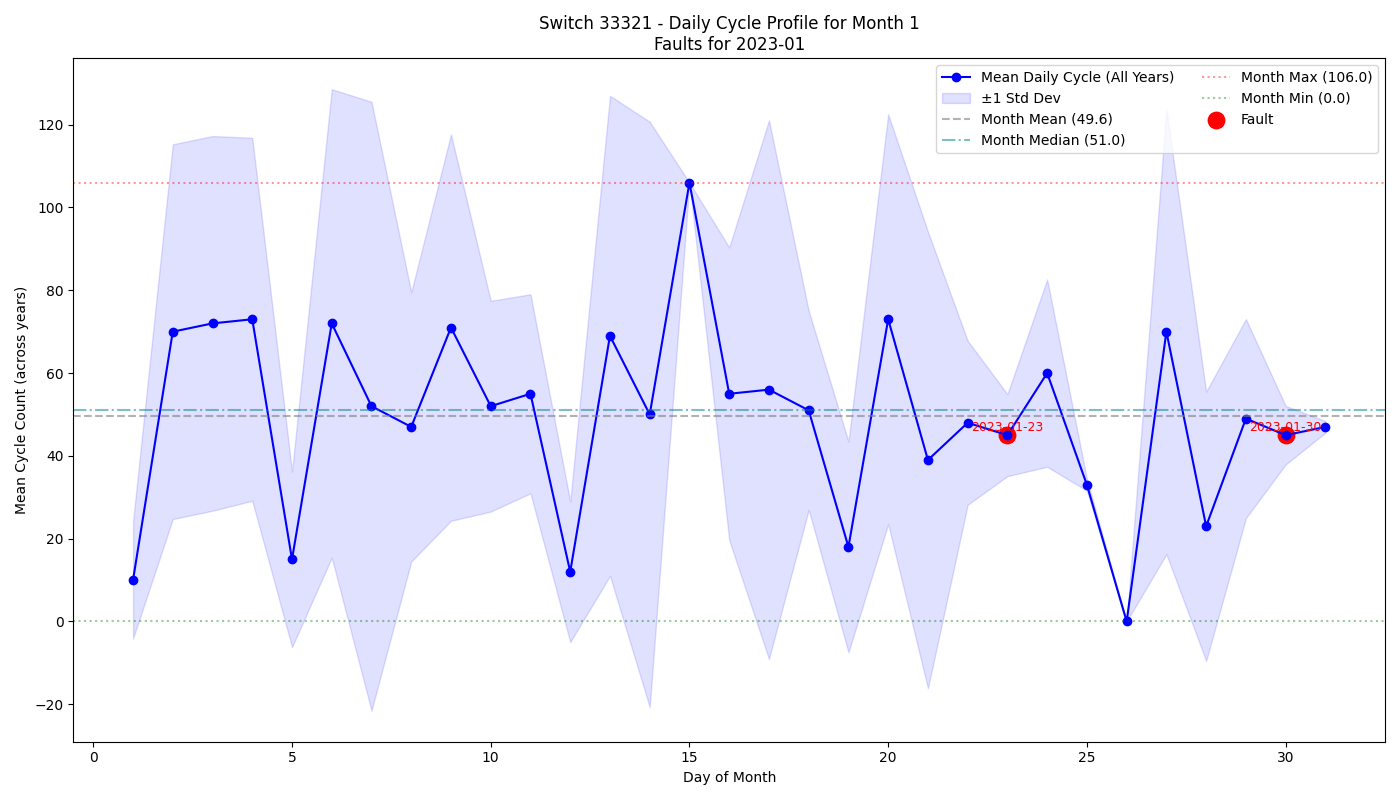 Switch 33321 - Daily Cycle Profile for Month 1
Faults for 2023-01
Mean Daily Cycle (All Years)
±1 Std Dev
Month Mean (49.6)
Month Median (51.0)
Month Max (106.0)
Month Min (0.0)
Fault
Mean Cycle Count (across years)
120
100
80
60
40
20
0
−20
2023-01-23
2023-01-30
0
5
10
15
20
25
30
Day of Month